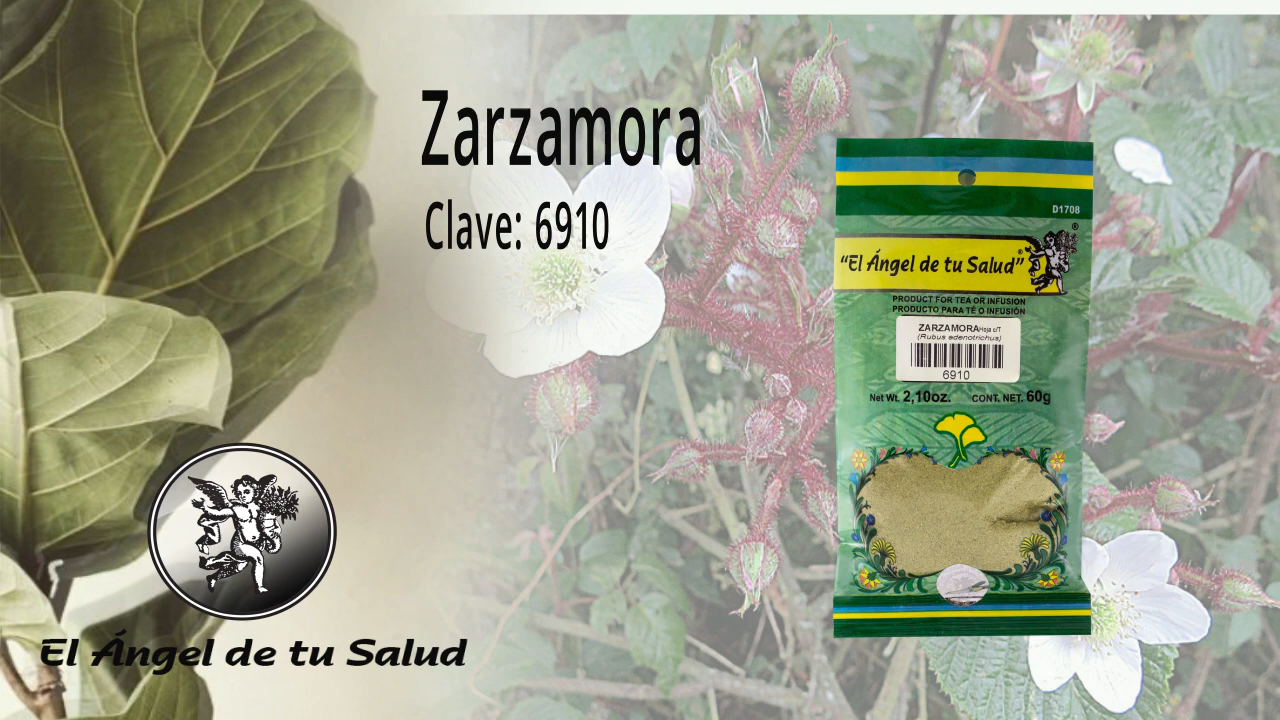 Zarzamora
Clave: 6910
D1708
®
"El Ángel de tu Salud"®
PRODUCT FOR TEA OR INFUSION
PRODUCTO PARA TÉ O INFUSIÓN
ZARZAMORA Hoja c/T
(Rubus adenotrichus)
6910
Net Wt. 2,10oz. CONT. NET. 60g
El Ángel de tu Salud